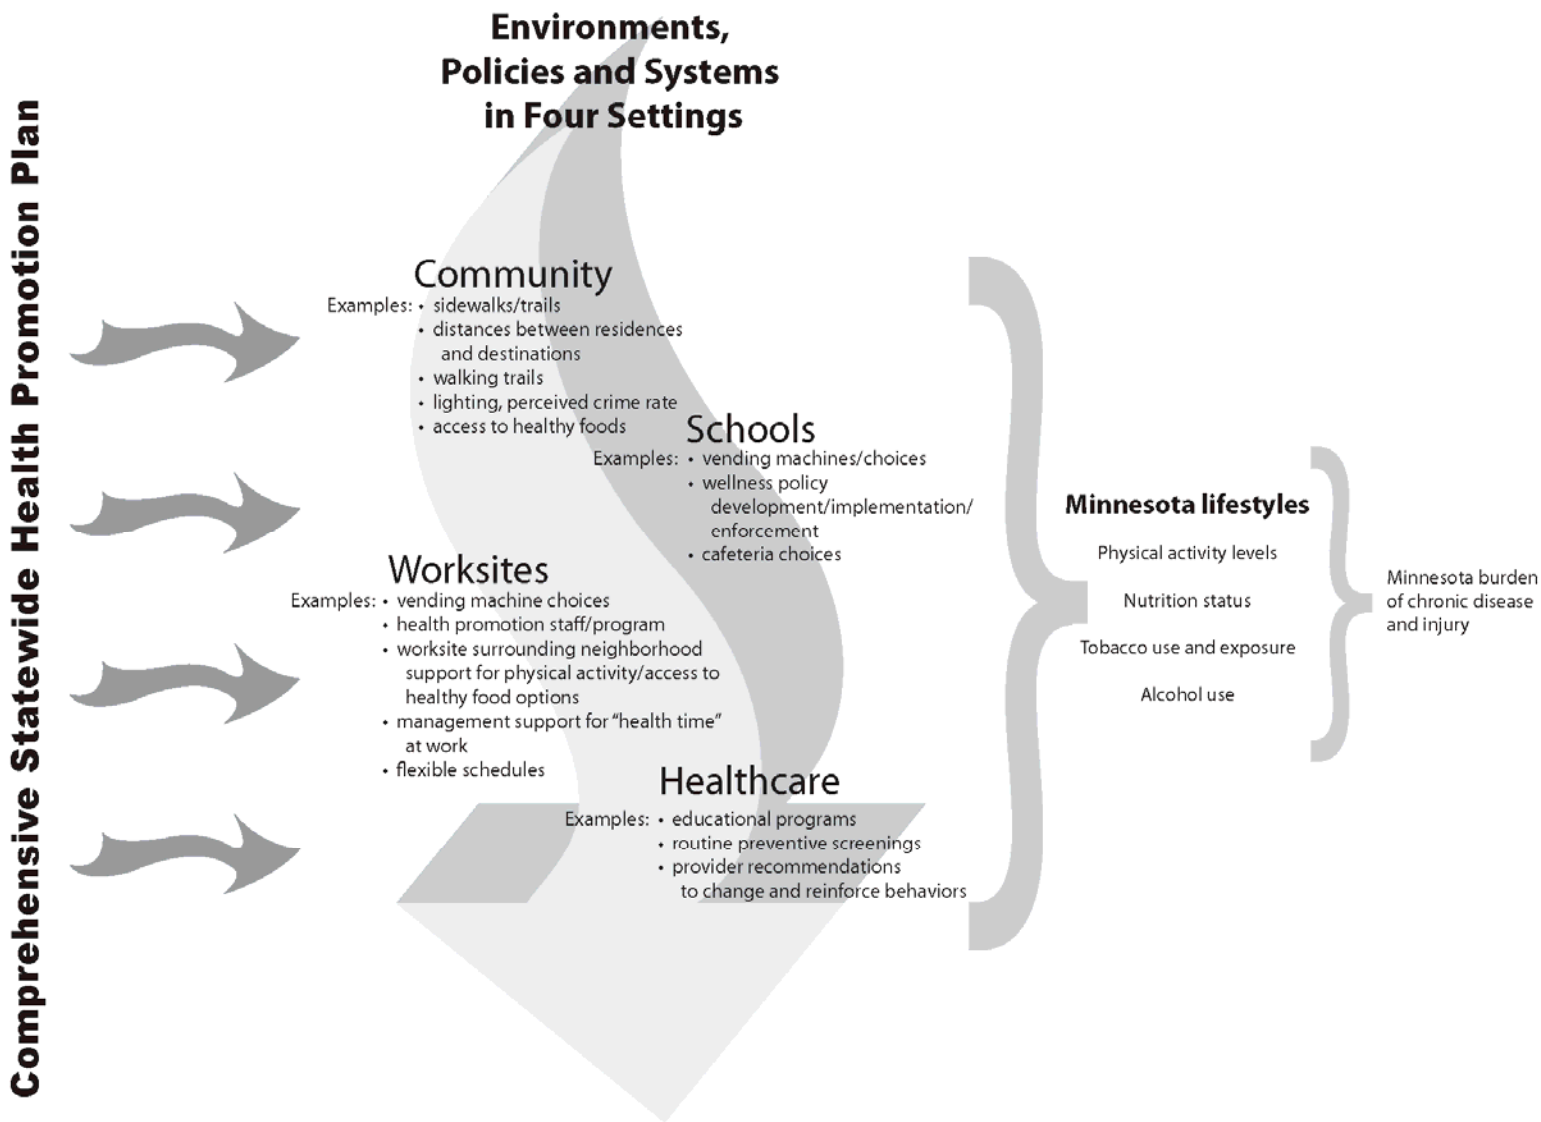 Comprehensive Statewide Health Promotion Plan
Environments,
Policies and Systems
in Four Settings
Community
Examples: • sidewalks/trails
• distances between residences
and destinations
• walking trails
• lighting, perceived crime rate
• access to healthy foods
Schools
Examples: • vending machines/choices
• wellness policy
development/implementation/
enforcement
• cafeteria choices
Worksites
Examples: • vending machine choices
• health promotion staff/program
• worksite surrounding neighborhood
support for physical activity/access to
healthy food options
• management support for “health time”
at work
• flexible schedules
Healthcare
Examples: • educational programs
• routine preventive screenings
• provider recommendations
to change and reinforce behaviors
Minnesota lifestyles
Physical activity levels
Nutrition status
Tobacco use and exposure
Alcohol use
Minnesota burden
of chronic disease
and injury